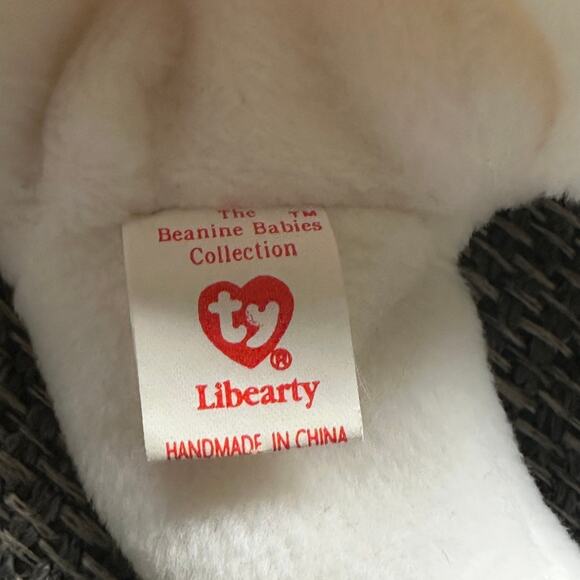 The ™
Beanine Babies
Collection
ty
®
Libearty
HANDMADE IN CHINA